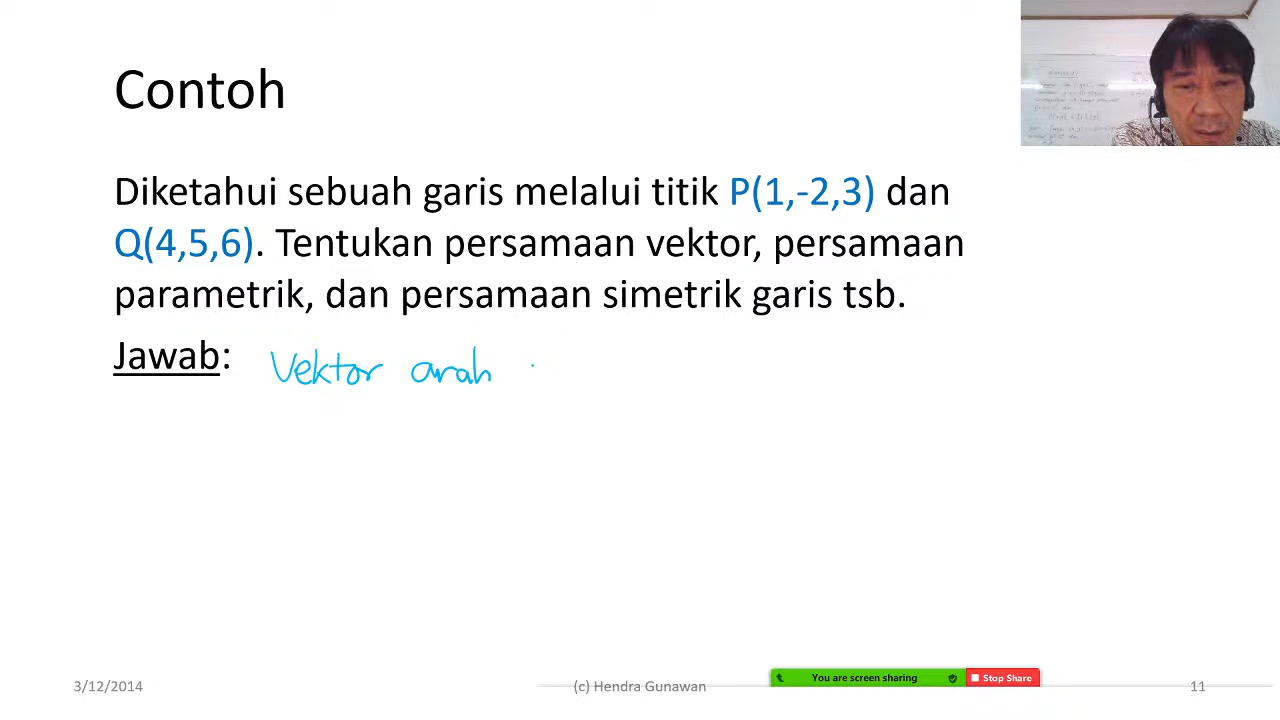 Contoh
Diketahui sebuah garis melalui titik P(1,-2,3) dan
Q(4,5,6). Tentukan persamaan vektor, persamaan
parametrik, dan persamaan simetrik garis tsb.
Jawab: Vektor arah
3/12/2014
(c) Hendra Gunawan
You are screen sharing
Stop Share
11